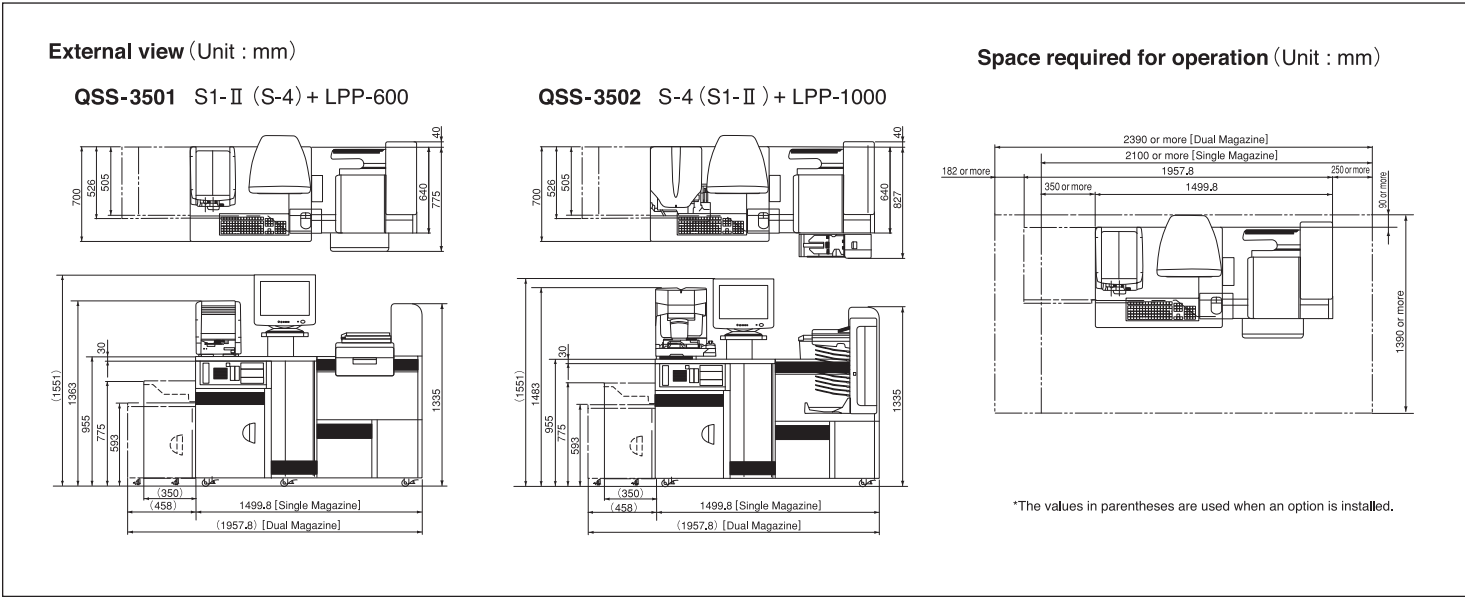 External view (Unit : mm)
QSS-3501 S1-Ⅱ (S-4) + LPP-600
40
700
526
505
640
775
(1551)
1363
955
30
775
593
1335
(350)
(458)
1499.8 [Single Magazine]
(1957.8) [Dual Magazine]
QSS-3502 S-4 (S1-Ⅱ) + LPP-1000
40
700
526
505
640
827
(1551)
1483
955
30
775
593
1335
(350)
(458)
1499.8 [Single Magazine]
(1957.8) [Dual Magazine]
Space required for operation (Unit : mm)
2390 or more [Dual Magazine]
2100 or more [Single Magazine]
182 or more
1957.8
250 or more
350 or more
1499.8
90 or more
1390 or more
*The values in parentheses are used when an option is installed.